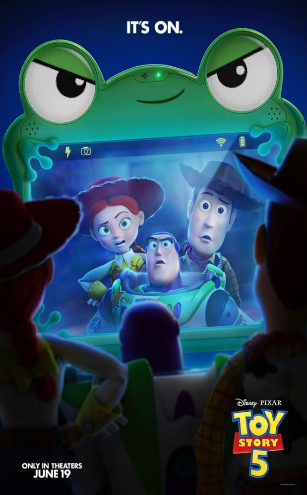 IT'S ON.
Disney PIXAR
TOY
STORY
5
ONLY IN THEATERS
JUNE 19